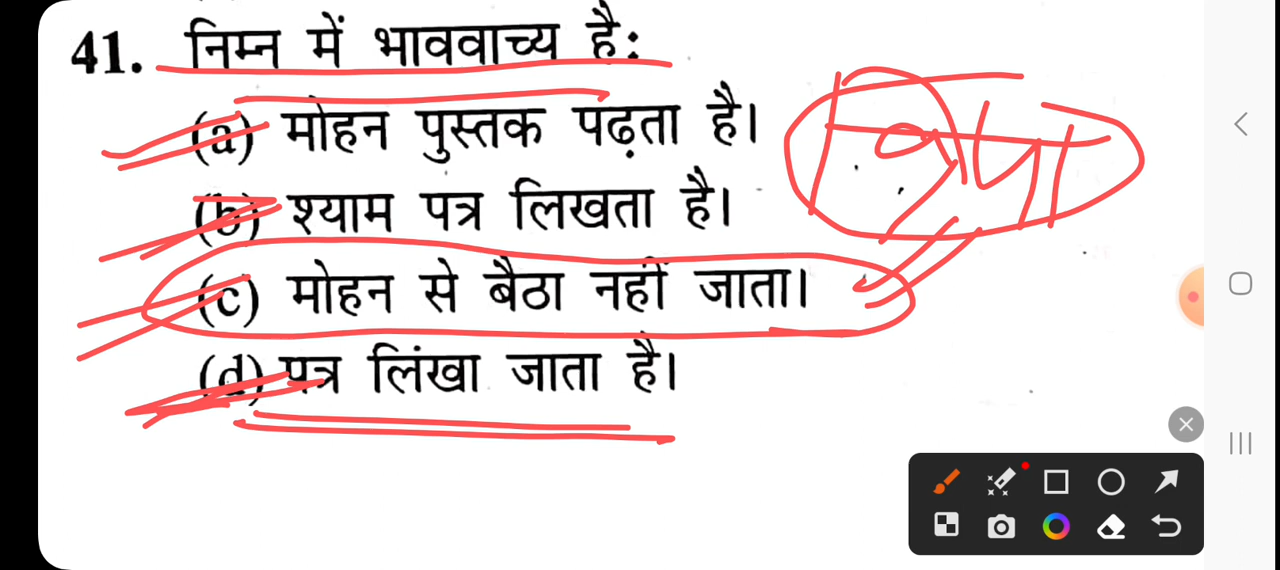 41. निम्न में भाववाच्य है:
(a) मोहन पुस्तक पढ़ता है।
(b) श्याम पत्र लिखता है।
(c) मोहन से बैठा नहीं जाता।
(d) पत्र लिंखा जाता है।